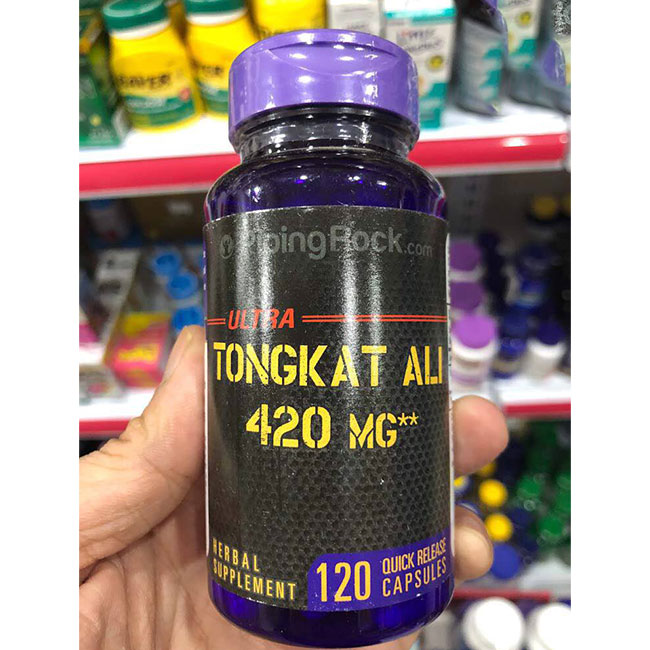 PipingRock.com
ULTRA
TONGKAT ALI
420 MG**
HERBAL
SUPPLEMENT
120
QUICK RELEASE
CAPSULES